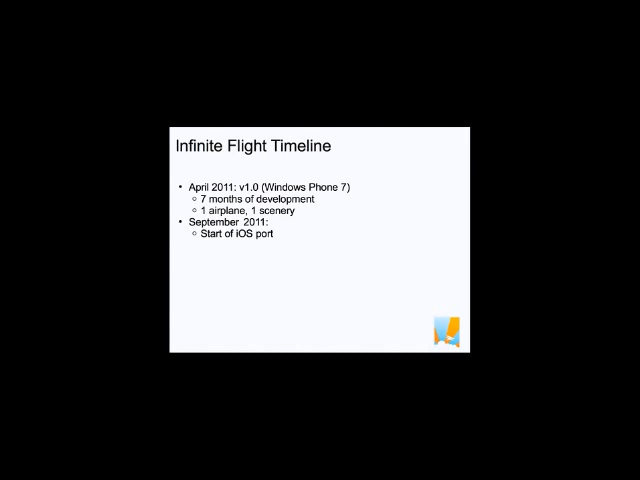 Infinite Flight Timeline
• April 2011: v1.0 (Windows Phone 7)
○ 7 months of development
○ 1 airplane, 1 scenery
• September 2011:
○ Start of iOS port